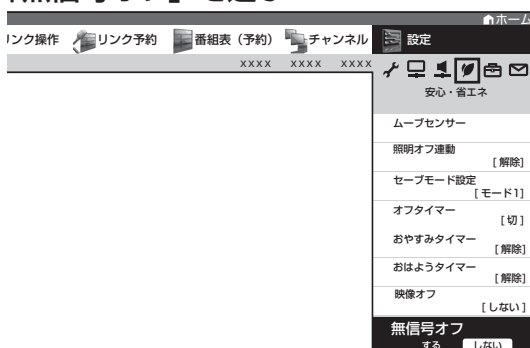 ホーム
リンク操作 リンク予約 番組表（予約） チャンネル 設定
xxxx xxxx xxxx
安心・省エネ
ムーブセンサー
照明オフ連動
[解除]
セーブモード設定
[モード1]
オフタイマー
[切]
おやすみタイマー
[解除]
おはようタイマー
[解除]
映像オフ
[しない]
無信号オフ
する しない